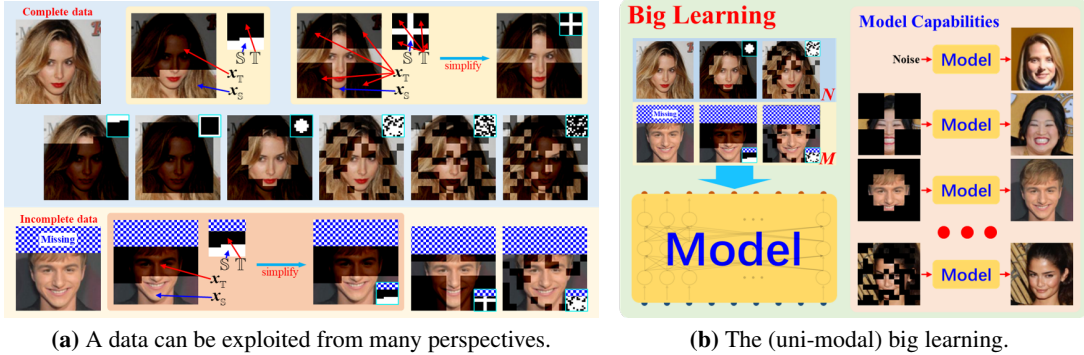 Complete data
𝕊 𝕋
x_𝕋
x_𝕊
𝕊 𝕋
x_𝕋
x_𝕊
simplify
Incomplete data
Missing
𝕊 𝕋
x_𝕋
x_𝕊
simplify
(a) A data can be exploited from many perspectives.
Big Learning
N
Missing
M
Model
Model Capabilities
Noise
Model
Model
Model
Model
(b) The (uni-modal) big learning.